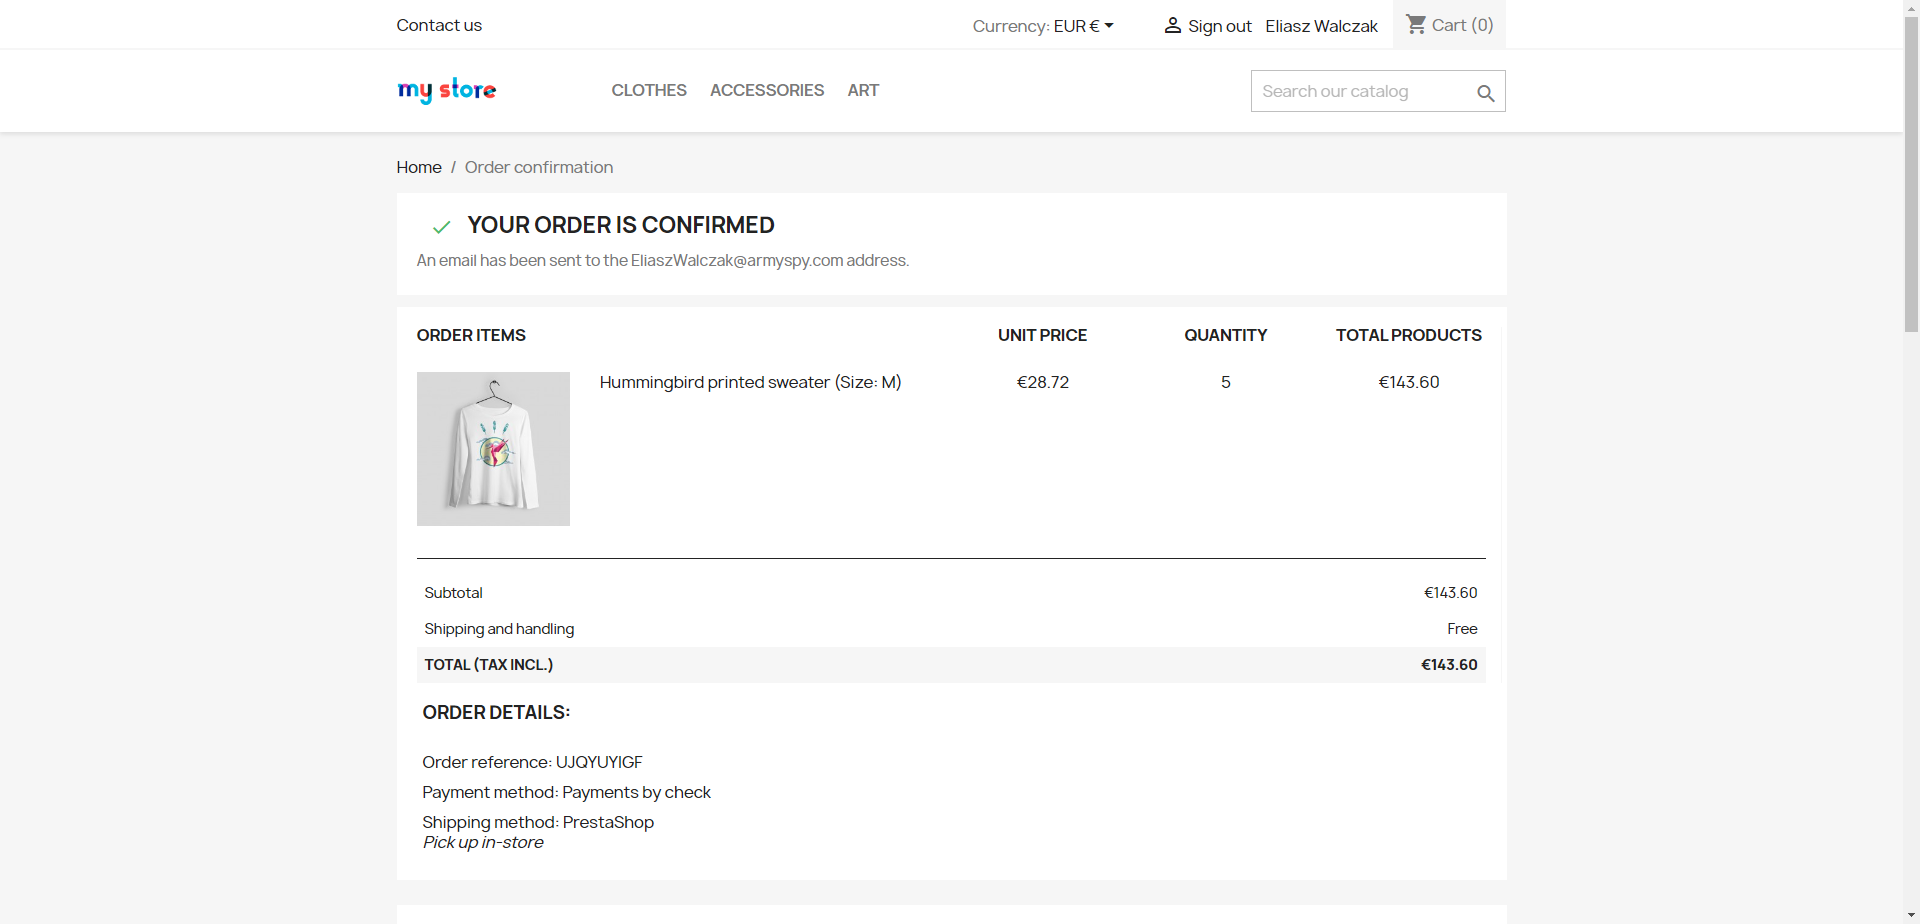 Contact us
Currency: EUR €
Sign out
Eliasz Walczak
Cart (0)
my store
CLOTHES
ACCESSORIES
ART
Search our catalog
Home / Order confirmation
YOUR ORDER IS CONFIRMED
An email has been sent to the EliaszWalczak@armyspy.com address.
ORDER ITEMS UNIT PRICE QUANTITY TOTAL PRODUCTS
Hummingbird printed sweater (Size: M) €28.72 5 €143.60
Subtotal €143.60
Shipping and handling Free
TOTAL (TAX INCL.) €143.60
ORDER DETAILS:
Order reference: UJQYUYIGF
Payment method: Payments by check
Shipping method: PrestaShop
Pick up in-store